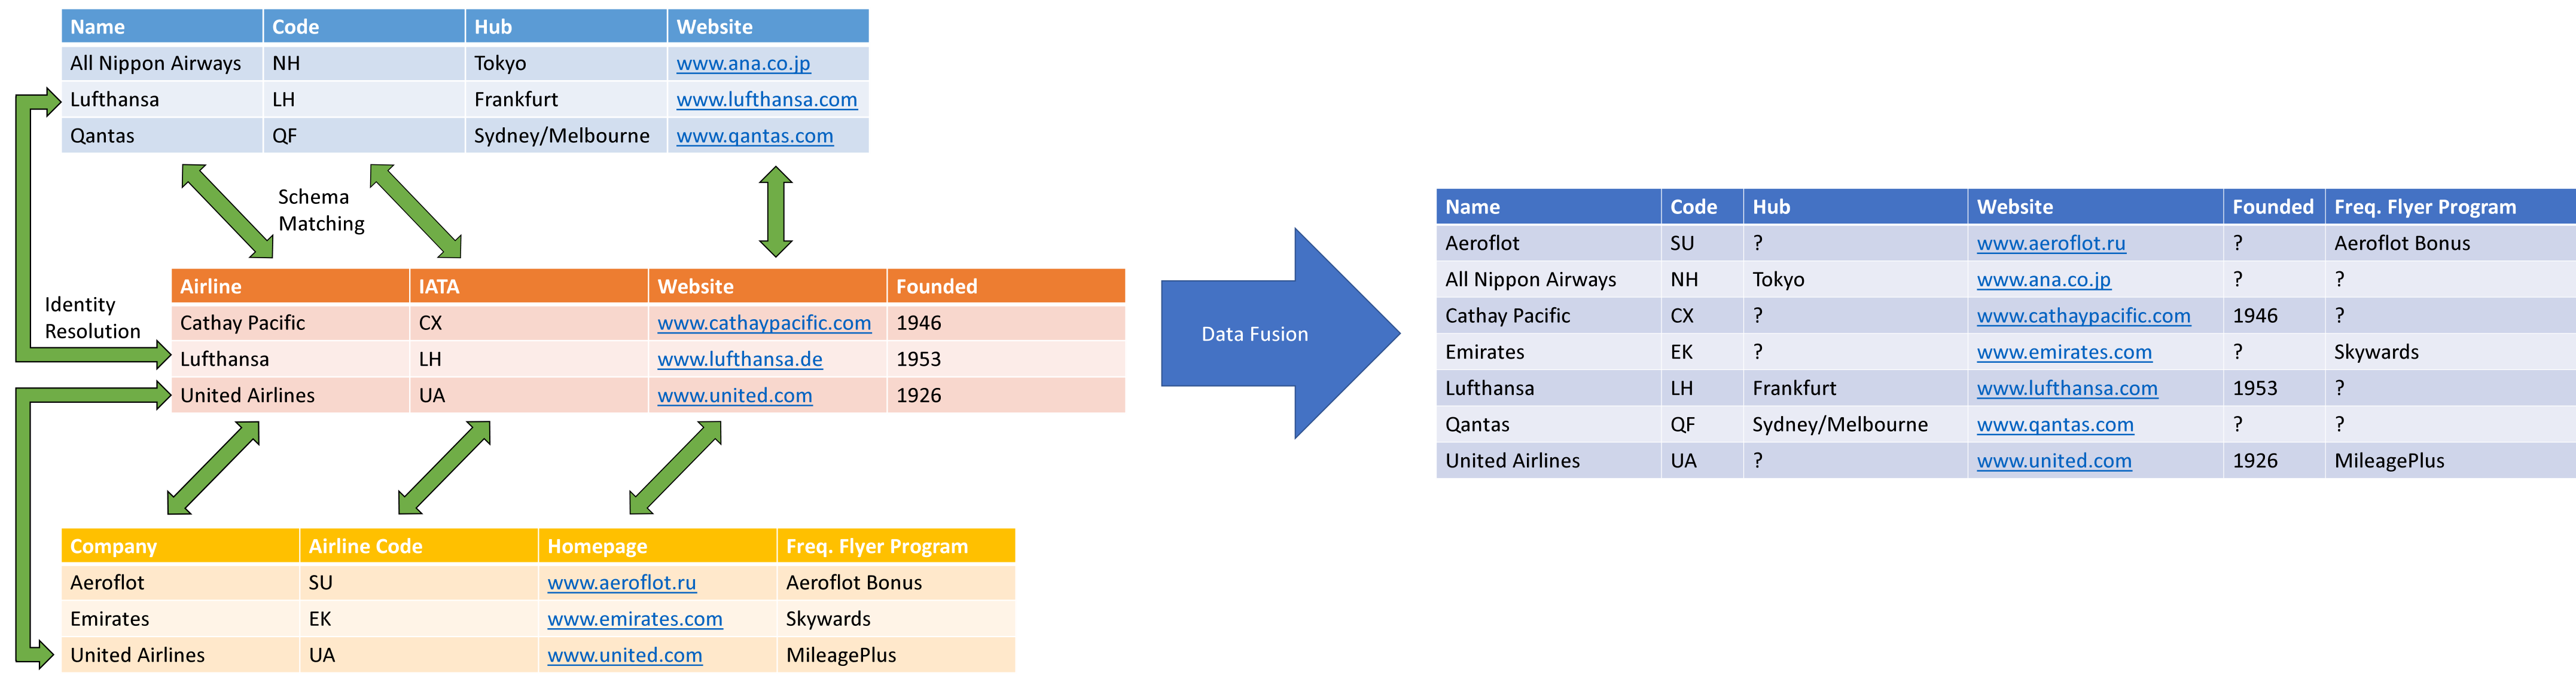 Name Code Hub Website
All Nippon Airways NH Tokyo www.ana.co.jp
Lufthansa LH Frankfurt www.lufthansa.com
Qantas QF Sydney/Melbourne www.qantas.com
Schema
Matching
Identity
Resolution
Airline IATA Website Founded
Cathay Pacific CX www.cathaypacific.com 1946
Lufthansa LH www.lufthansa.de 1953
United Airlines UA www.united.com 1926
Company Airline Code Homepage Freq. Flyer Program
Aeroflot SU www.aeroflot.ru Aeroflot Bonus
Emirates EK www.emirates.com Skywards
United Airlines UA www.united.com MileagePlus
Data Fusion
Name Code Hub Website Founded Freq. Flyer Program
Aeroflot SU ? www.aeroflot.ru ? Aeroflot Bonus
All Nippon Airways NH Tokyo www.ana.co.jp ? ?
Cathay Pacific CX ? www.cathaypacific.com 1946 ?
Emirates EK ? www.emirates.com ? Skywards
Lufthansa LH Frankfurt www.lufthansa.com 1953 ?
Qantas QF Sydney/Melbourne www.qantas.com ? ?
United Airlines UA ? www.united.com 1926 MileagePlus